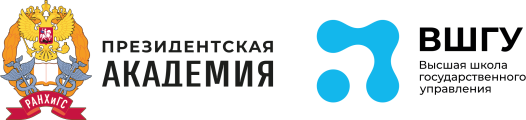 ПРЕЗИДЕНТСКАЯ
АКАДЕМИЯ
РАНХиГС
ВШГУ
Высшая школа
государственного
управления